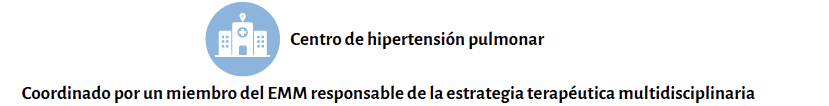 Centro de hipertensión pulmonar
Coordinado por un miembro del EMM responsable de la estrategia terapéutica multidisciplinaria